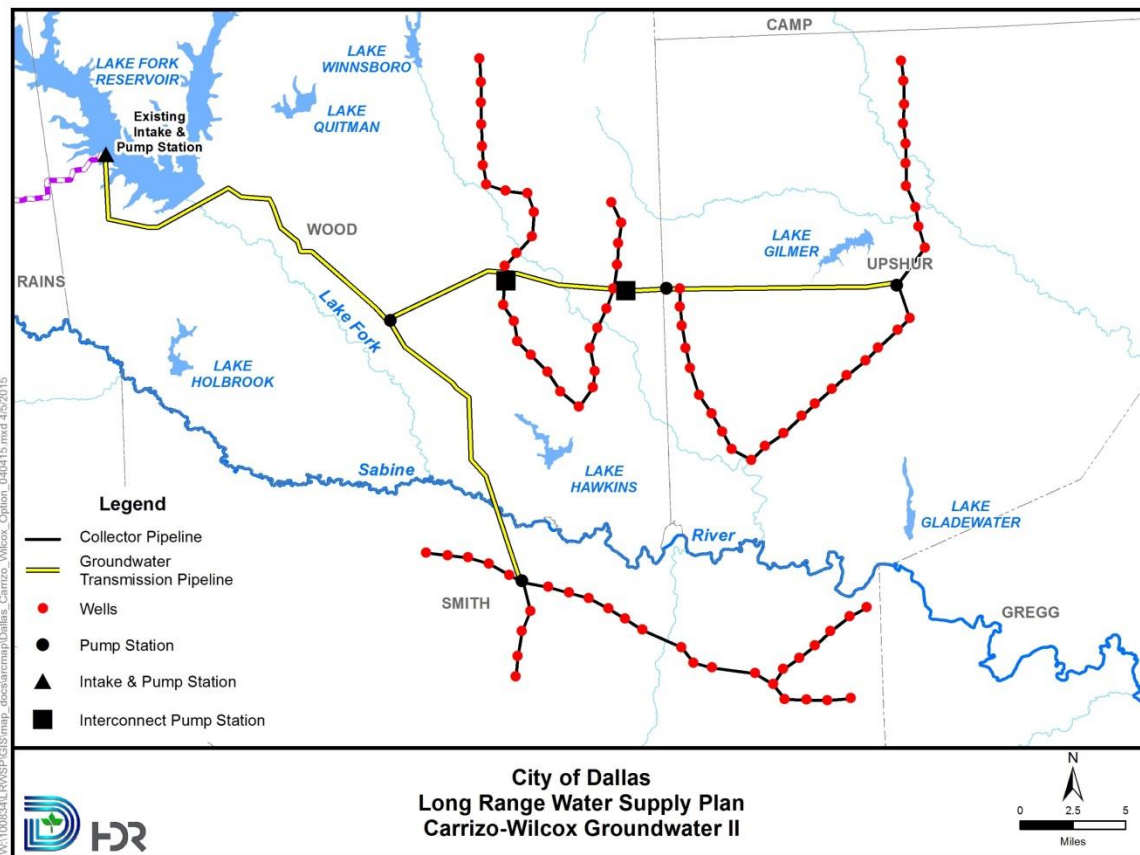 CAMP
LAKE FORK
RESERVOIR
LAKE
WINNSBORO
LAKE
QUITMAN
Existing
Intake &
Pump Station
WOOD
LAKE
GILMER
UPSHUR
RAINS
Lake Fork
LAKE
HOLBROOK
Sabine
LAKE
HAWKINS
River
LAKE
GLADEWATER
SMITH
GREGG
Legend
Collector Pipeline
Groundwater
Transmission Pipeline
Wells
Pump Station
Intake & Pump Station
Interconnect Pump Station
City of Dallas
Long Range Water Supply Plan
Carrizo-Wilcox Groundwater II
HDR
N
0 2.5 5
Miles